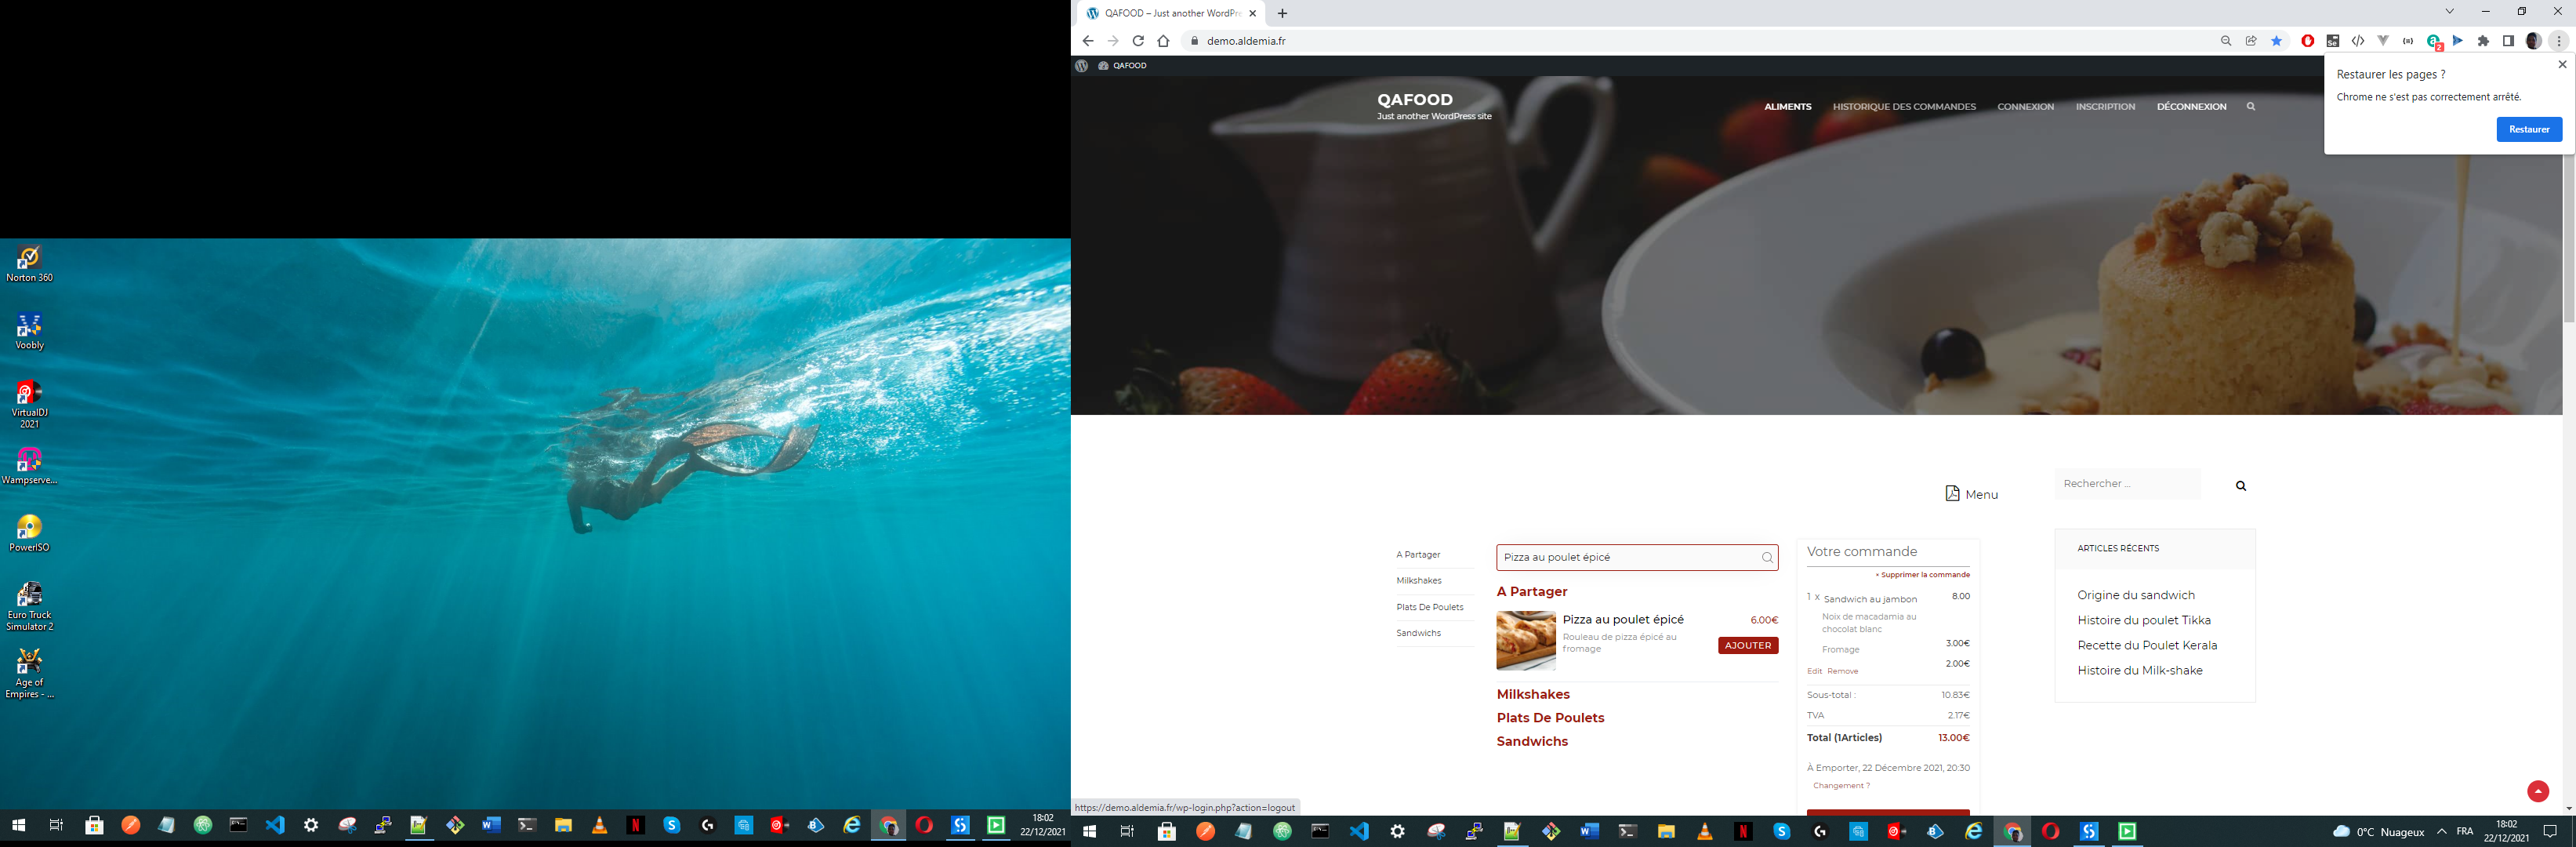 Norton 360
Voobly
VirtualDJ
2021
Wampserve...
PowerISO
Euro Truck
Simulator 2
Age of
Empires - ...
18:02
22/12/2021
QAFOOD – Just another WordPre
demo.aldemia.fr
2
QAFOOD
Restaurer les pages ?
Chrome ne s'est pas correctement arrêté.
Restaurer
QAFOOD
Just another WordPress site
ALIMENTS
HISTORIQUE DES COMMANDES
CONNEXION
INSCRIPTION
DÉCONNEXION
Menu
Rechercher ...
A Partager
Milkshakes
Plats De Poulets
Sandwichs
Pizza au poulet épicé
A Partager
Pizza au poulet épicé
6.00€
Rouleau de pizza épicé au
fromage
AJOUTER
Milkshakes
Plats De Poulets
Sandwichs
Votre commande
× Supprimer la commande
1 x Sandwich au jambon 8.00
Noix de macadamia au
chocolat blanc
3.00€
Fromage
2.00€
Edit Remove
Sous-total : 10.83€
TVA 2.17€
Total (1Articles) 13.00€
À Emporter, 22 Décembre 2021, 20:30
Changement ?
ARTICLES RÉCENTS
Origine du sandwich
Histoire du poulet Tikka
Recette du Poulet Kerala
Histoire du Milk-shake
https://demo.aldemia.fr/wp-login.php?action=logout
0°C Nuageux
FRA
18:02
22/12/2021